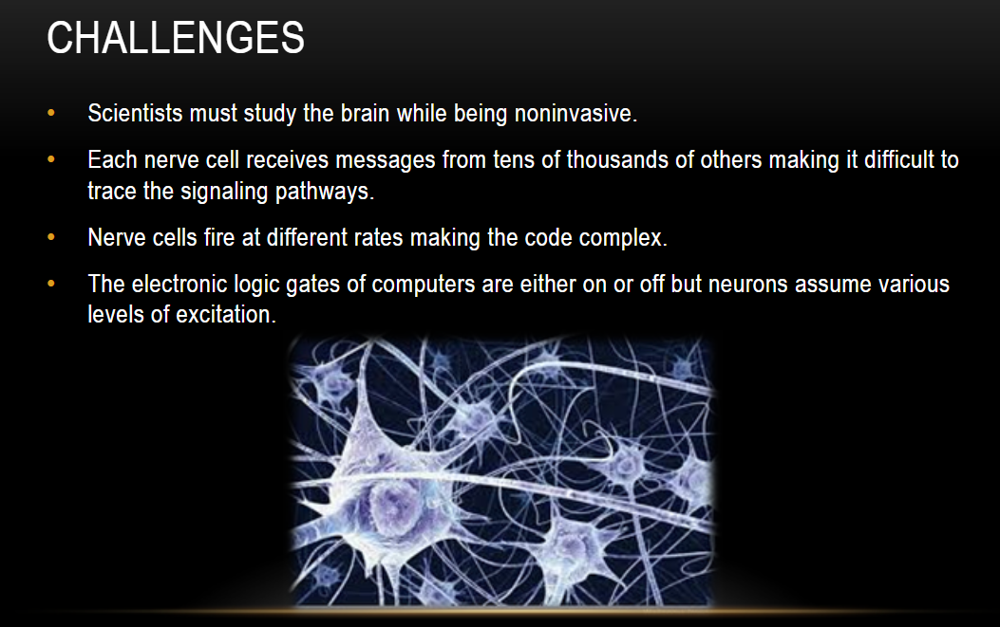 CHALLENGES
• Scientists must study the brain while being noninvasive.
• Each nerve cell receives messages from tens of thousands of others making it difficult to
trace the signaling pathways.
• Nerve cells fire at different rates making the code complex.
• The electronic logic gates of computers are either on or off but neurons assume various
levels of excitation.